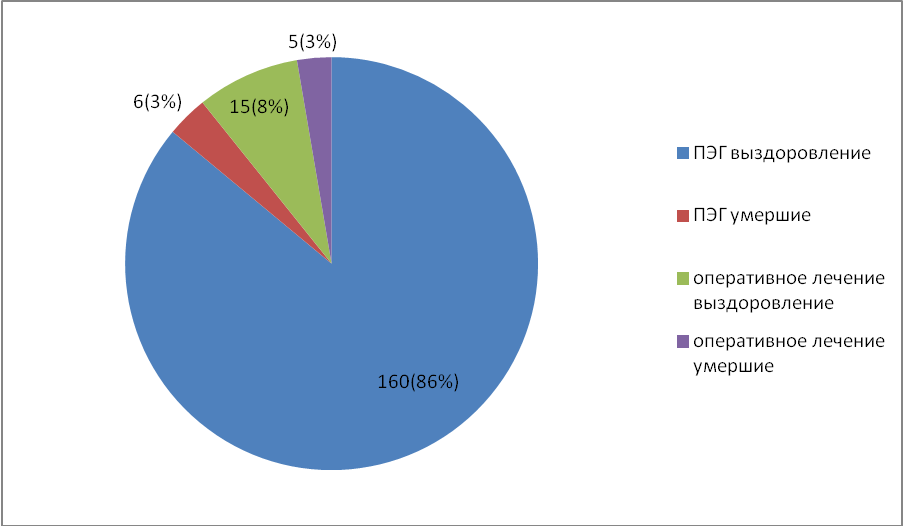 5(3%)
6(3%)
15(8%)
160(86%)
ПЭГ выздоровление
ПЭГ умершие
оперативное лечение
выздоровление
оперативное лечение
умершие